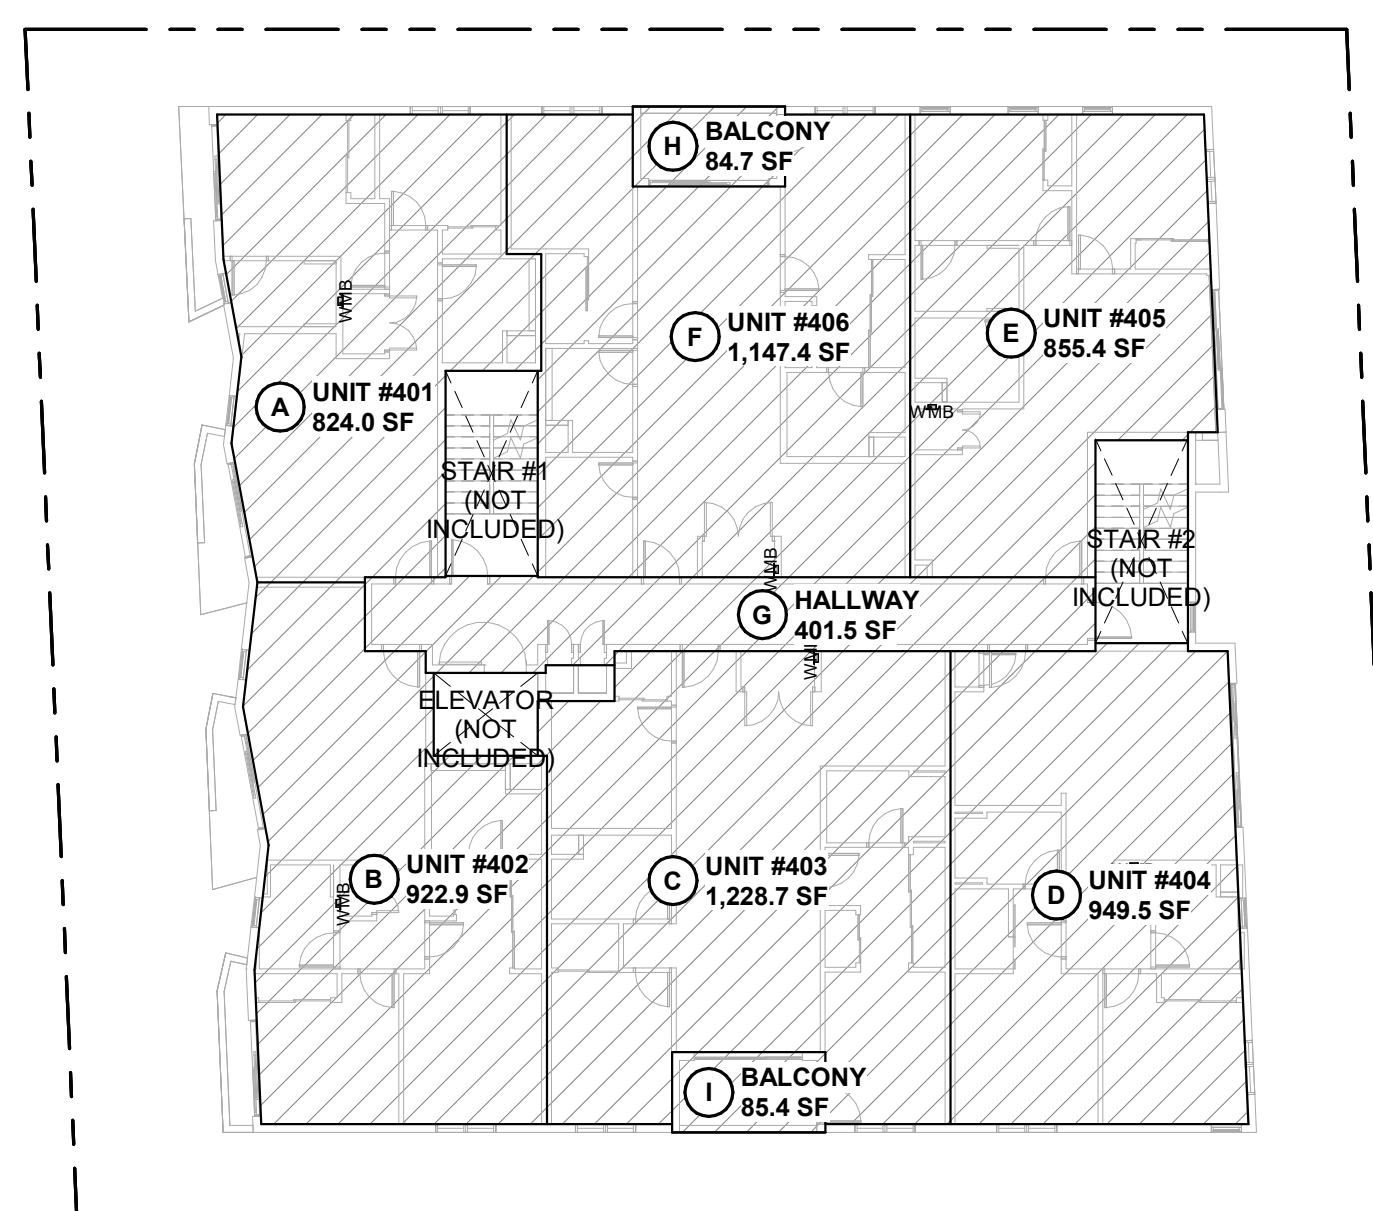 H
BALCONY
84.7 SF
WMB
F
UNIT #406
1,147.4 SF
E
UNIT #405
855.4 SF
A
UNIT #401
824.0 SF
WMB
STAIR #1
(NOT
INCLUDED)
STAIR #2
(NOT
INCLUDED)
WMB
G
HALLWAY
401.5 SF
ELEVATOR
(NOT
INCLUDED)
B
UNIT #402
922.9 SF
WMB
C
UNIT #403
1,228.7 SF
D
UNIT #404
949.5 SF
I
BALCONY
85.4 SF